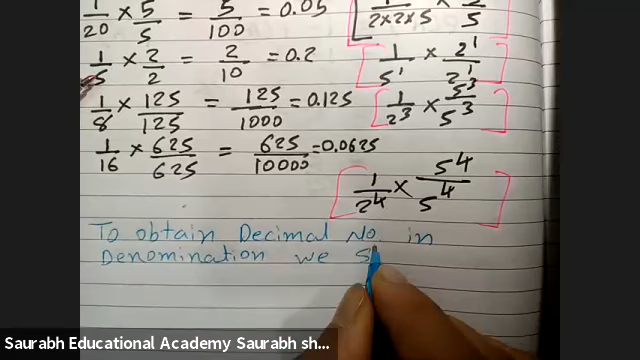 1/20 × 5/5 = 5/100 = 0.05 [1/2×2×5 × 5/5
1/5 × 2/2 = 2/10 = 0.2 [1/5¹ × 2¹/2¹]
1/8 × 125/125 = 125/1000 = 0.125 [1/2³ × 5³/5³]
1/16 × 625/625 = 625/10000 = 0.0625
[1/2⁴ × 5⁴/5⁴]
To obtain Decimal No. in
Denomination we S
Saurabh Educational Academy Saurabh sh...